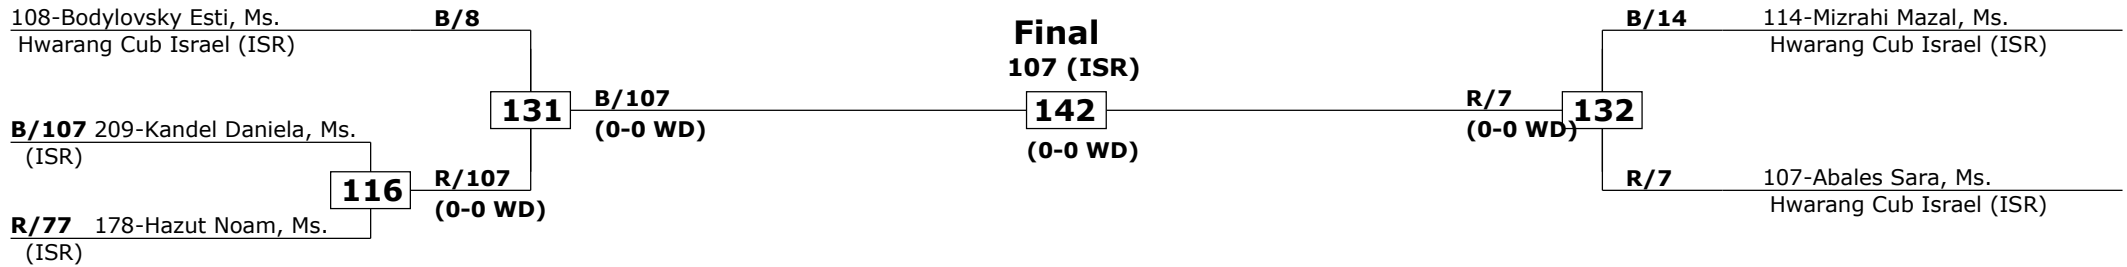 108-Bodylovsky Esti, Ms.
B/8
Hwarang Cub Israel (ISR)
B/107 209-Kandel Daniela, Ms.
(ISR)
R/77 178-Hazut Noam, Ms.
(ISR)
116
R/107
(0-0 WD)
131
B/107
(0-0 WD)
Final
107 (ISR)
142
(0-0 WD)
R/7
(0-0 WD)
132
B/14
114-Mizrahi Mazal, Ms.
Hwarang Cub Israel (ISR)
R/7
107-Abales Sara, Ms.
Hwarang Cub Israel (ISR)